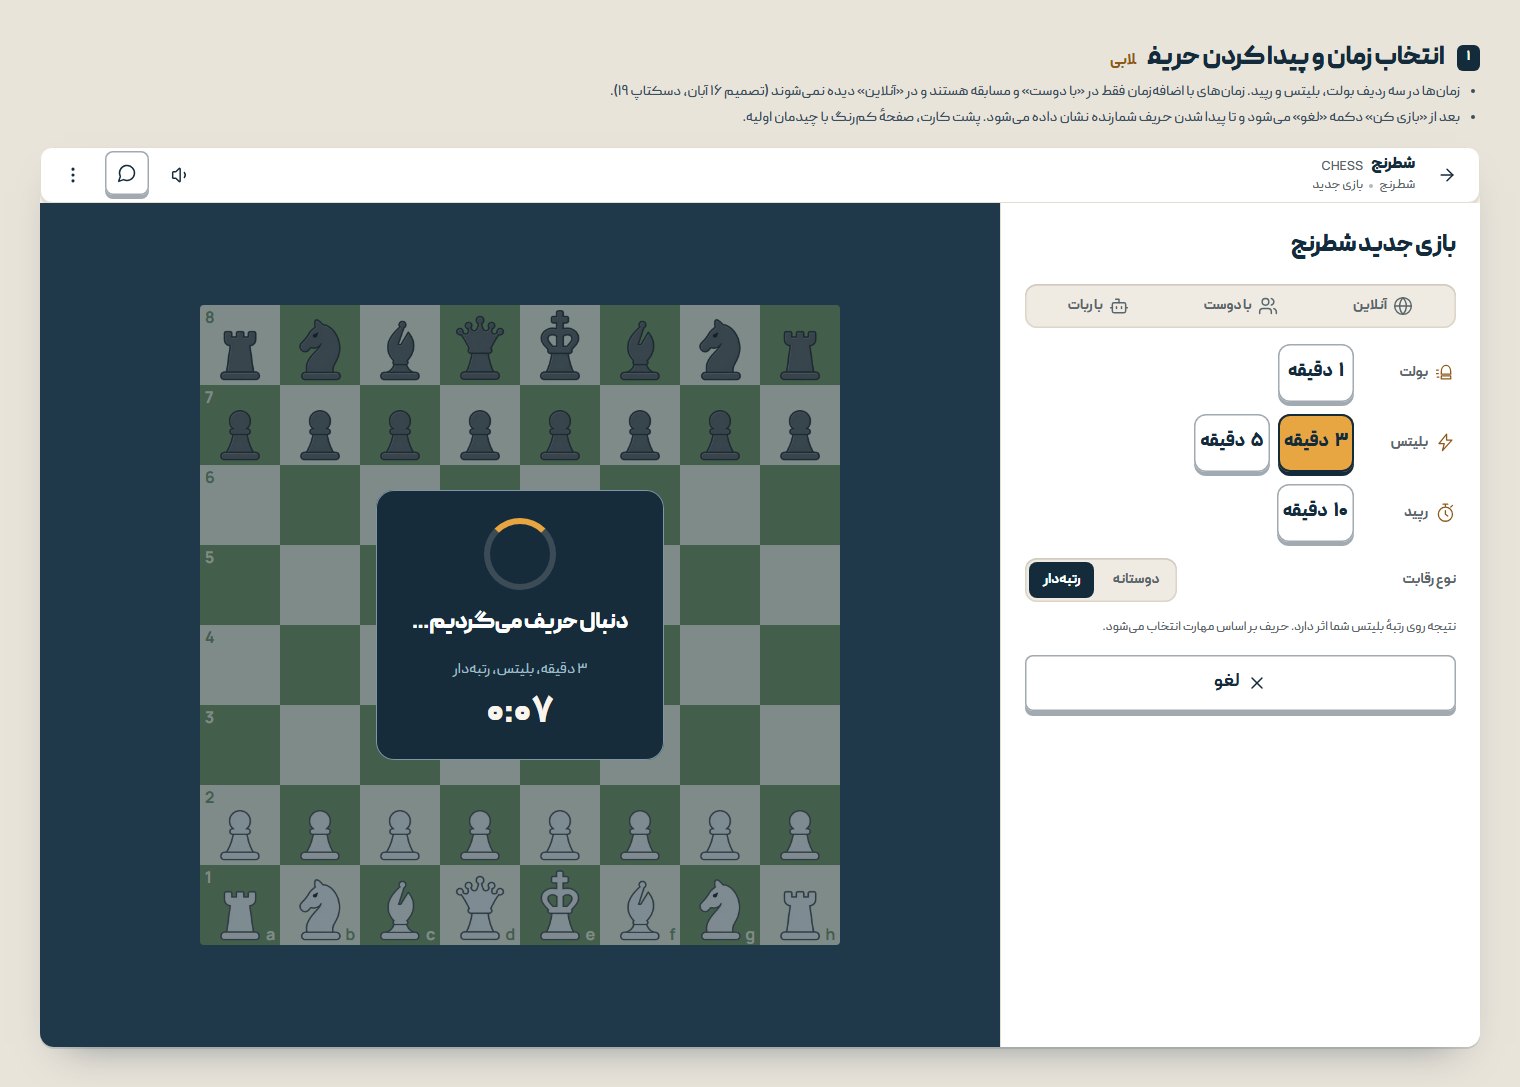 ۱ انتخاب زمان و پیدا کردن حریف لابی
• زمان‌ها در سه ردیف بولت، بلیتس و رپید. زمان‌های با اضافه‌زمان فقط در «با دوست» و مسابقه هستند و در «آنلاین» دیده نمی‌شوند (تصمیم ۱۶ آبان، دسکتاپ ۱۹).
• بعد از «بازی کن» دکمه «لغو» می‌شود و تا پیدا شدن حریف شمارنده نشان داده می‌شود. پشت کارت، صفحهٔ کم‌رنگ با چیدمان اولیه.
شطرنج CHESS
شطرنج • بازی جدید
بازی جدید شطرنج
آنلاین
با دوست
با ربات
بولت
۱ دقیقه
بلیتس
۳ دقیقه
۵ دقیقه
رپید
۱۰ دقیقه
نوع رقابت
دوستانه
رتبه‌دار
نتیجه روی رتبهٔ بلیتس شما اثر دارد. حریف بر اساس مهارت انتخاب می‌شود.
لغو
8
7
6
5
4
3
2
1
a b c d e f g h
دنبال حریف می‌گردیم...
۳ دقیقه، بلیتس، رتبه‌دار
۰:۰۷